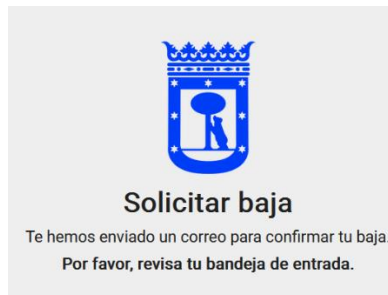 Solicitar baja
Te hemos enviado un correo para confirmar tu baja.
Por favor, revisa tu bandeja de entrada.